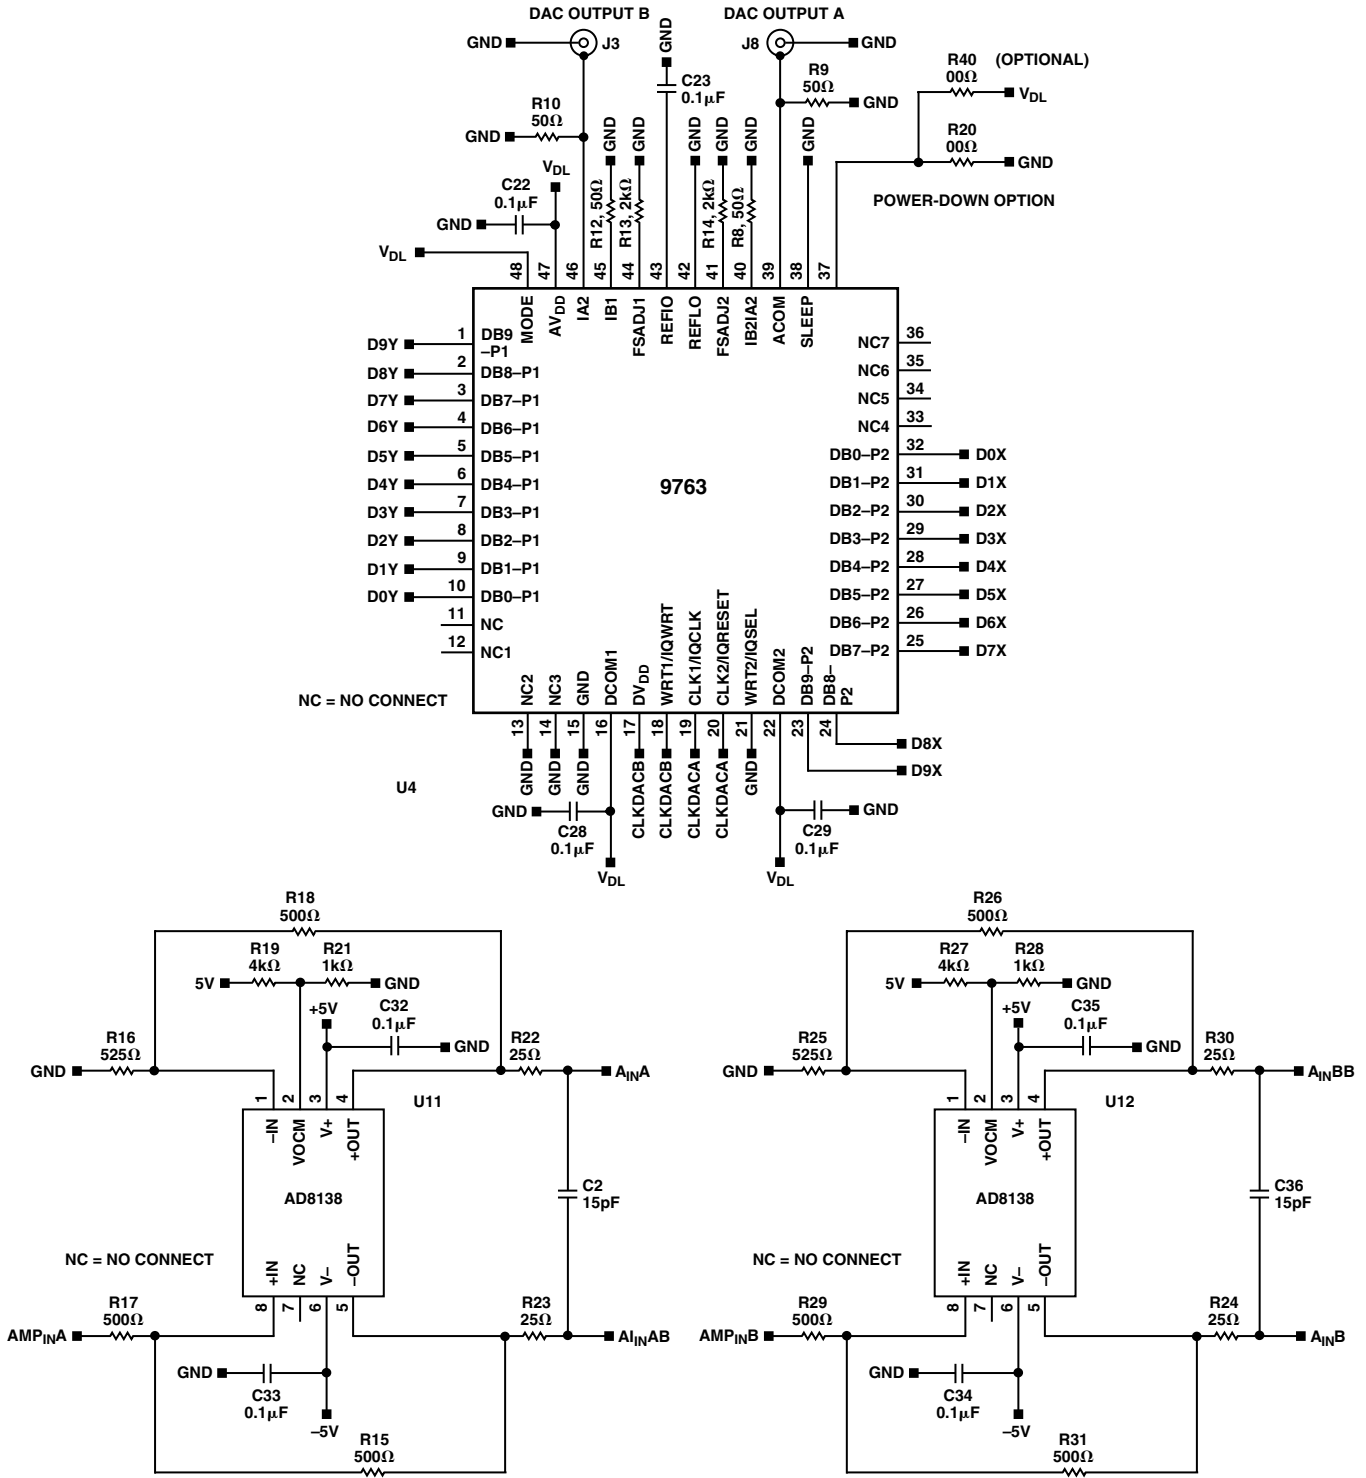 DAC OUTPUT B
DAC OUTPUT A
GND
J3
GND
J8
GND
R40
00Ω
(OPTIONAL)
VDL
C23
0.1µF
R9
50Ω
GND
R10
50Ω
GND
GND
GND
GND
GND
GND
GND
R20
00Ω
GND
POWER-DOWN OPTION
VDL
C22
0.1µF
GND
R12, 50Ω
R13, 2kΩ
R14, 2kΩ
R8, 50Ω
VDL
48
47
46
45
44
43
42
41
40
39
38
37
MODE
AVDD
IA2
IB1
FSADJ1
REFIO
REFLO
FSADJ2
IB2IA2
ACOM
SLEEP
D9Y 1 DB9
–P1
D8Y 2 DB8–P1
D7Y 3 DB7–P1
D6Y 4 DB6–P1
D5Y 5 DB5–P1
D4Y 6 DB4–P1
D3Y 7 DB3–P1
D2Y 8 DB2–P1
D1Y 9 DB1–P1
D0Y 10 DB0–P1
11 NC
12 NC1
9763
NC7 36
NC6 35
NC5 34
NC4 33
DB0–P2 32 D0X
DB1–P2 31 D1X
DB2–P2 30 D2X
DB3–P2 29 D3X
DB4–P2 28 D4X
DB5–P2 27 D5X
DB6–P2 26 D6X
DB7–P2 25 D7X
NC2
NC3
GND
DCOM1
DVDD
WRT1/IQWRT
CLK1/IQCLK
CLK2/IQRESET
WRT2/IQSEL
DCOM2
DB9–P2
DB8–
P2
NC = NO CONNECT
13
14
15
16
17
18
19
20
21
22
23
24
GND
GND
GND
CLKDACB
CLKDACB
CLKDACA
CLKDACA
GND
D8X
D9X
U4
GND
C28
0.1µF
VDL
C29
0.1µF
GND
VDL
R18
500Ω
R19
4kΩ
R21
1kΩ
5V
GND
+5V
C32
0.1µF
GND
R16
525Ω
GND
R22
25Ω
AINA
U11
1
2
3
4
–IN
VOCM
V+
+OUT
AD8138
C2
15pF
NC = NO CONNECT
+IN
NC
V–
–OUT
8
7
6
5
R17
500Ω
AMPINA
R23
25Ω
AIINAB
GND
C33
0.1µF
–5V
R15
500Ω
R26
500Ω
R27
4kΩ
R28
1kΩ
5V
GND
+5V
C35
0.1µF
GND
R25
525Ω
GND
R30
25Ω
AINBB
U12
1
2
3
4
–IN
VOCM
V+
+OUT
AD8138
C36
15pF
NC = NO CONNECT
+IN
NC
V–
–OUT
8
7
6
5
R29
500Ω
AMPINB
R24
25Ω
AINB
GND
C34
0.1µF
–5V
R31
500Ω